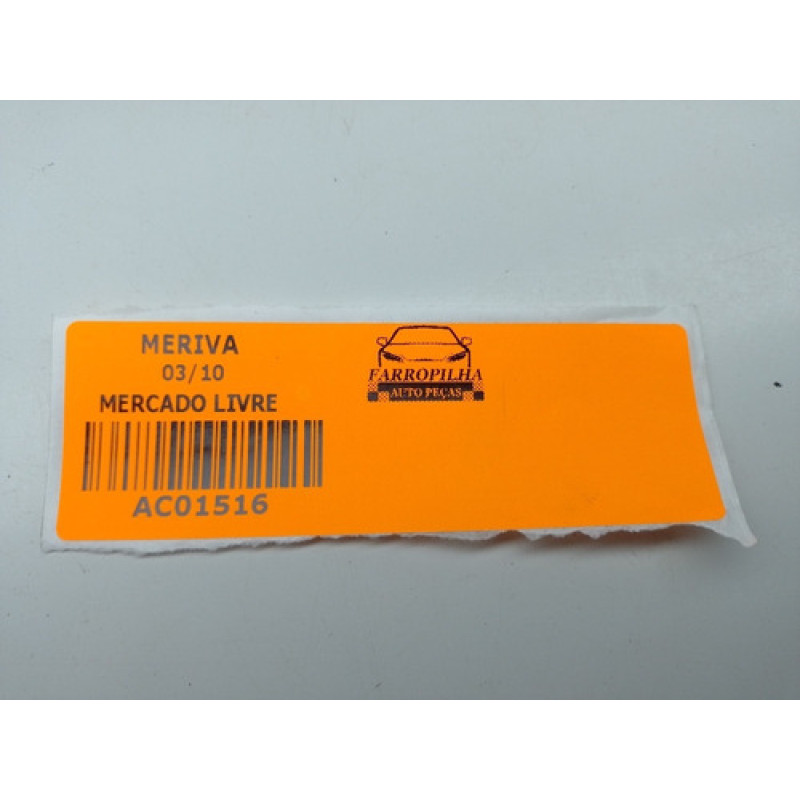 MERIVA
03/10
MERCADO LIVRE
AC01516
FARROPILHA
AUTO PEÇAS